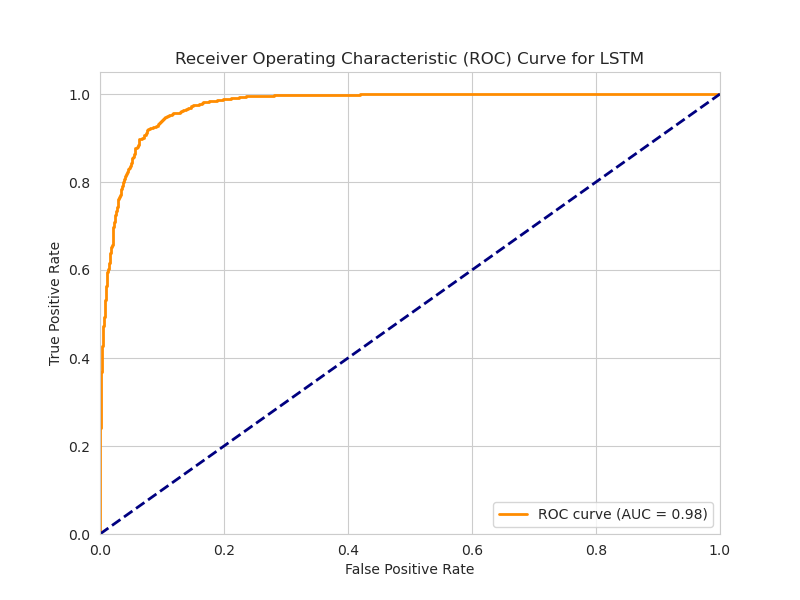 Receiver Operating Characteristic (ROC) Curve for LSTM
1.0
0.8
0.6
0.4
0.2
0.0
True Positive Rate
0.0 0.2 0.4 0.6 0.8 1.0
False Positive Rate
ROC curve (AUC = 0.98)